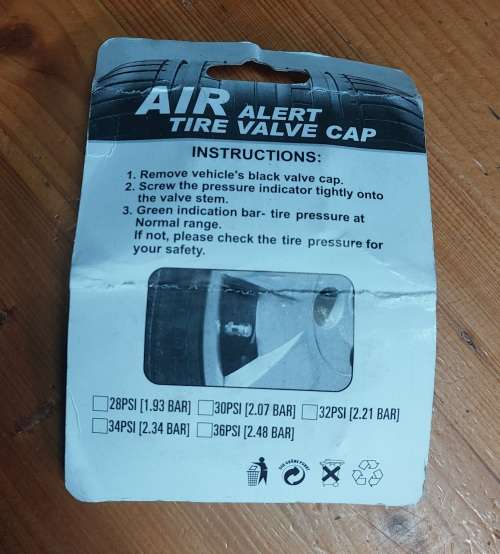 AIR ALERT
TIRE VALVE CAP
INSTRUCTIONS:
1. Remove vehicle's black valve cap.
2. Screw the pressure indicator tightly onto
the valve stem.
3. Green indication bar- tire pressure at
Normal range.
If not, please check the tire pressure for
your safety.
28PSI [1.93 BAR] 30PSI [2.07 BAR] 32PSI [2.21 BAR]
34PSI [2.34 BAR] 36PSI [2.48 BAR]